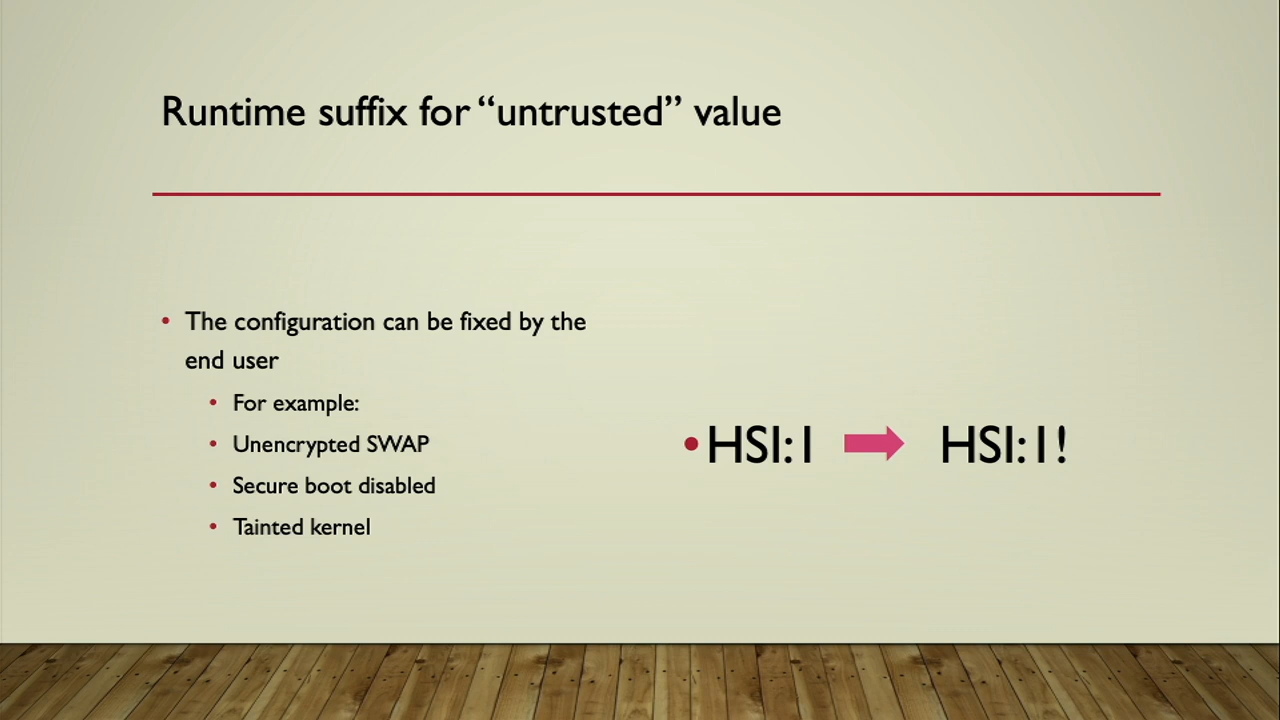 Runtime suffix for “untrusted” value
• The configuration can be fixed by the
end user
• For example:
• Unencrypted SWAP
• Secure boot disabled
• Tainted kernel
• HSI:1 HSI:1!